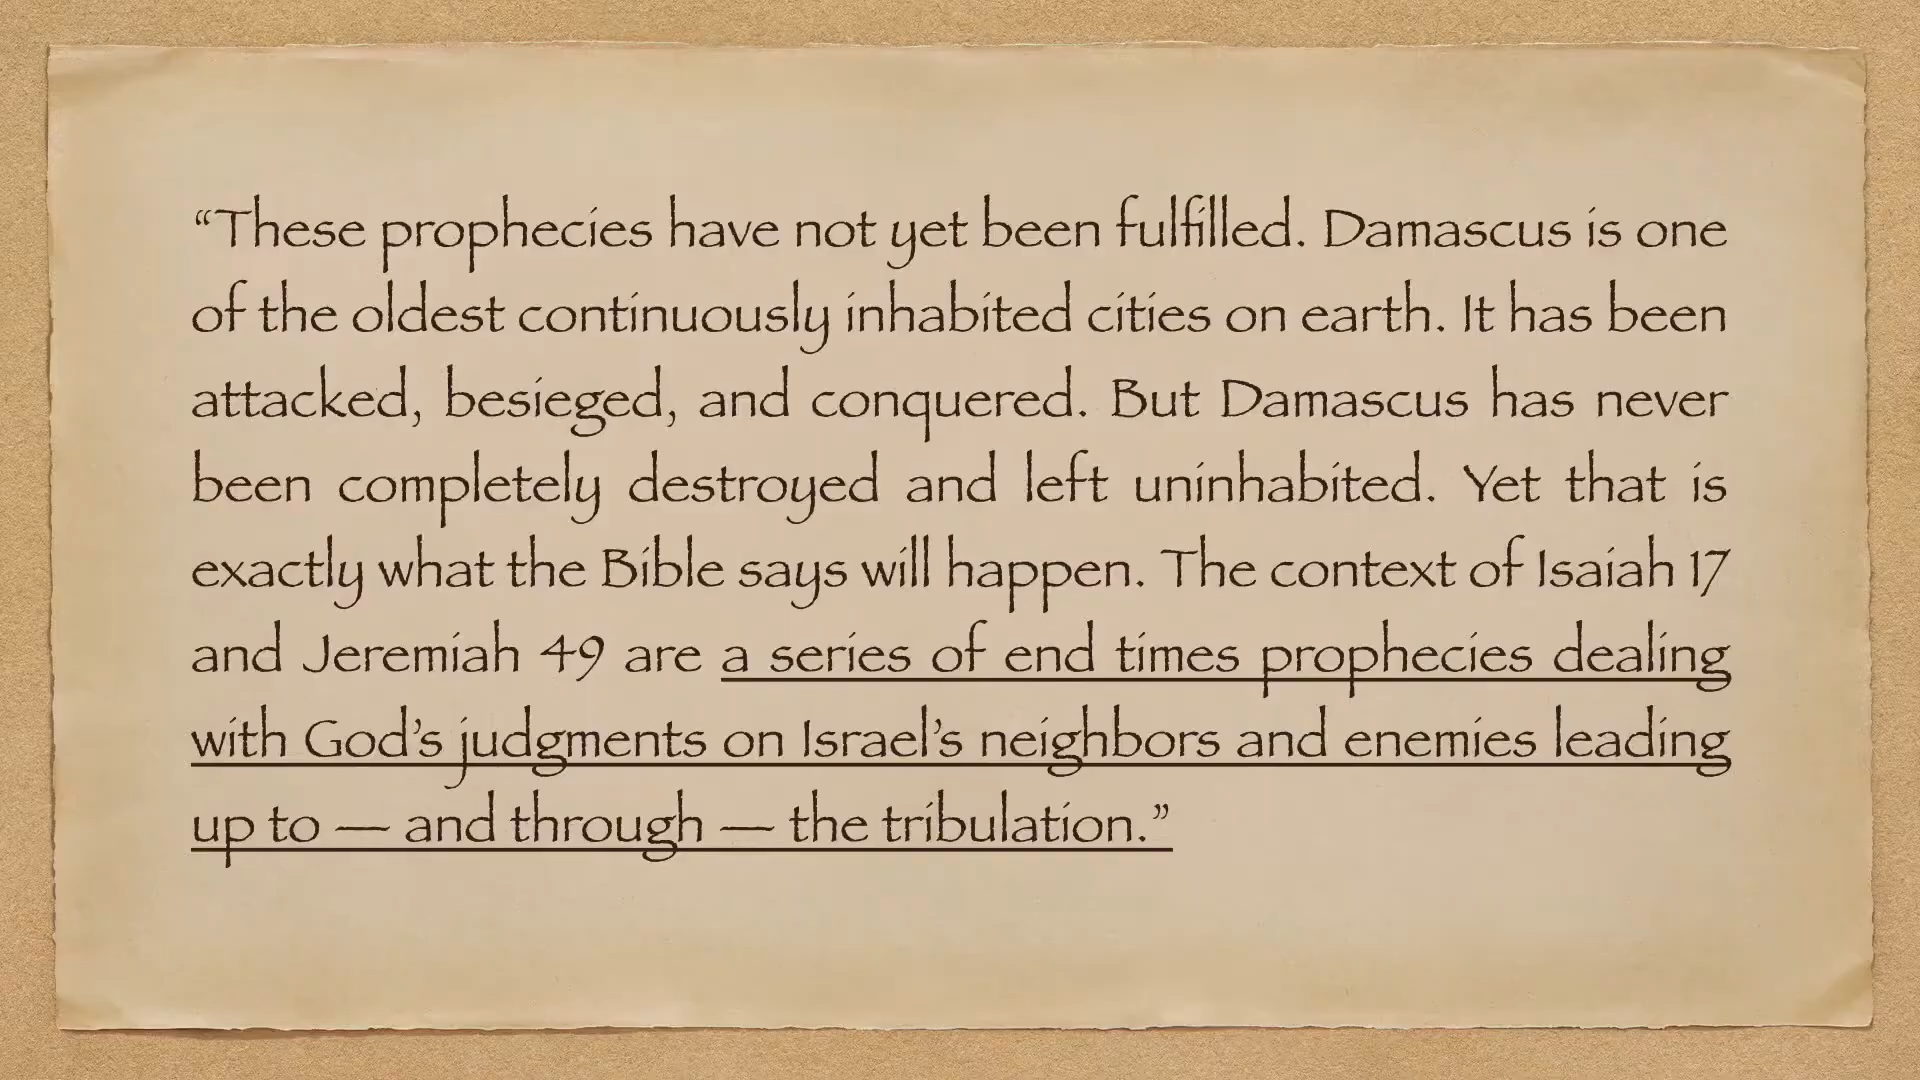 “These prophecies have not yet been fulfilled. Damascus is one
of the oldest continuously inhabited cities on earth. It has been
attacked, besieged, and conquered. But Damascus has never
been completely destroyed and left uninhabited. Yet that is
exactly what the Bible says will happen. The context of Isaiah 17
and Jeremiah 49 are a series of end times prophecies dealing
with God’s judgments on Israel’s neighbors and enemies leading
up to — and through — the tribulation.”